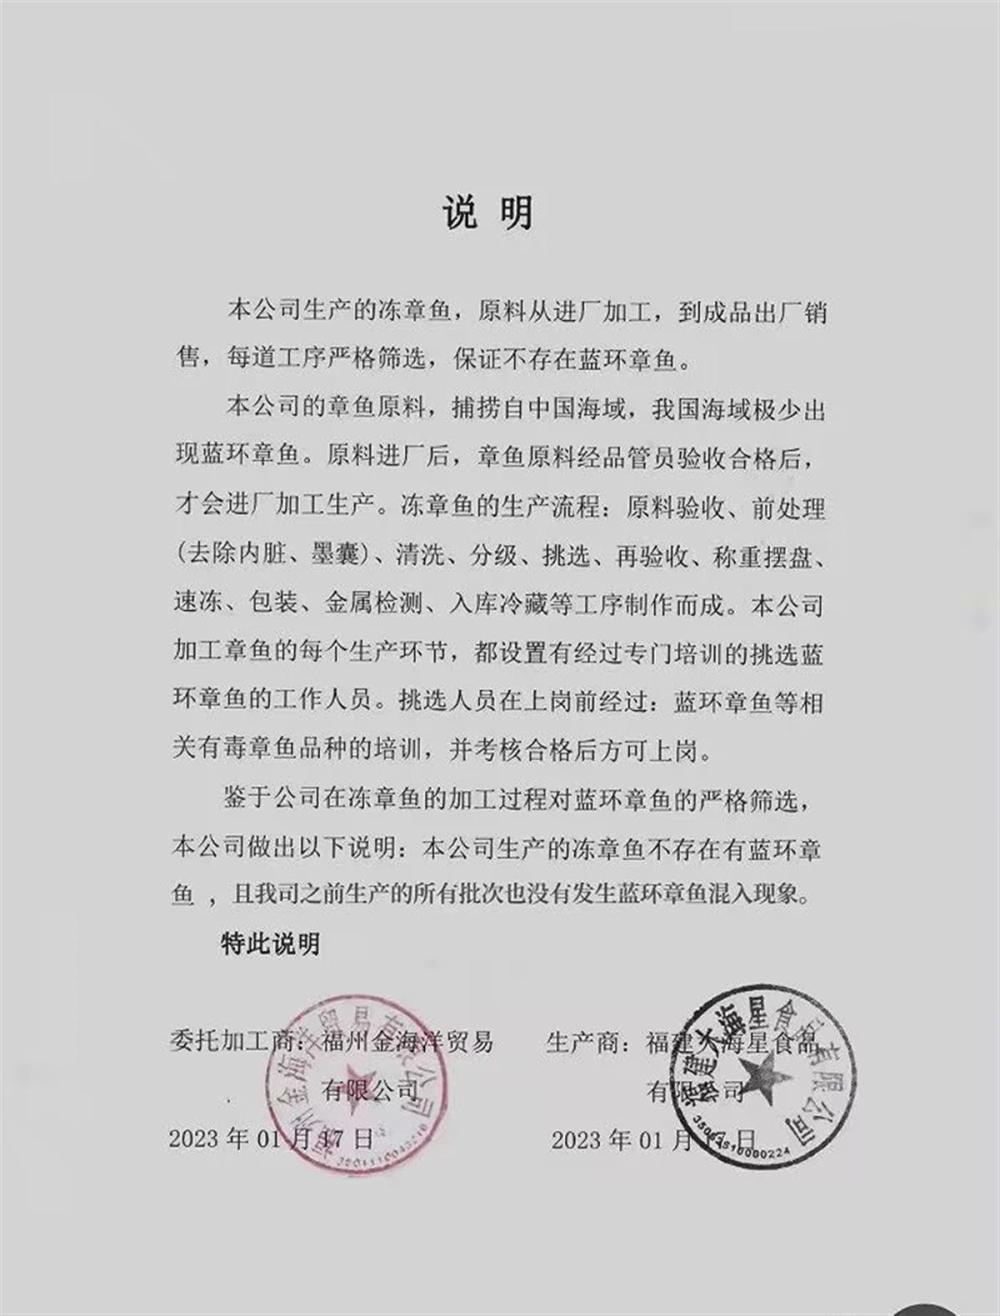 说 明
本公司生产的冻章鱼，原料从进厂加工，到成品出厂销
售，每道工序严格筛选，保证不存在蓝环章鱼。
本公司的章鱼原料，捕捞自中国海域，我国海域极少出
现蓝环章鱼。原料进厂后，章鱼原料经品管员验收合格后，
才会进厂加工生产。冻章鱼的生产流程：原料验收、前处理
(去除内脏、墨囊)、清洗、分级、挑选、再验收、称重摆盘、
速冻、包装、金属检测、入库冷藏等工序制作而成。本公司
加工章鱼的每个生产环节，都设置有经过专门培训的挑选蓝
环章鱼的工作人员。挑选人员在上岗前经过：蓝环章鱼等相
关有毒章鱼品种的培训，并考核合格后方可上岗。
鉴于公司在冻章鱼的加工过程对蓝环章鱼的严格筛选，
本公司做出以下说明：本公司生产的冻章鱼不存在有蓝环章
鱼，且我司之前生产的所有批次也没有发生蓝环章鱼混入现象。
特此说明
委托加工商：福州金海洋贸易
有限公司
2023 年 01 月 17 日
生产商：福建大海星食品
有限公司
2023 年 01 月 日
福州金海洋贸易有限公司
福建大海星食品有限公司